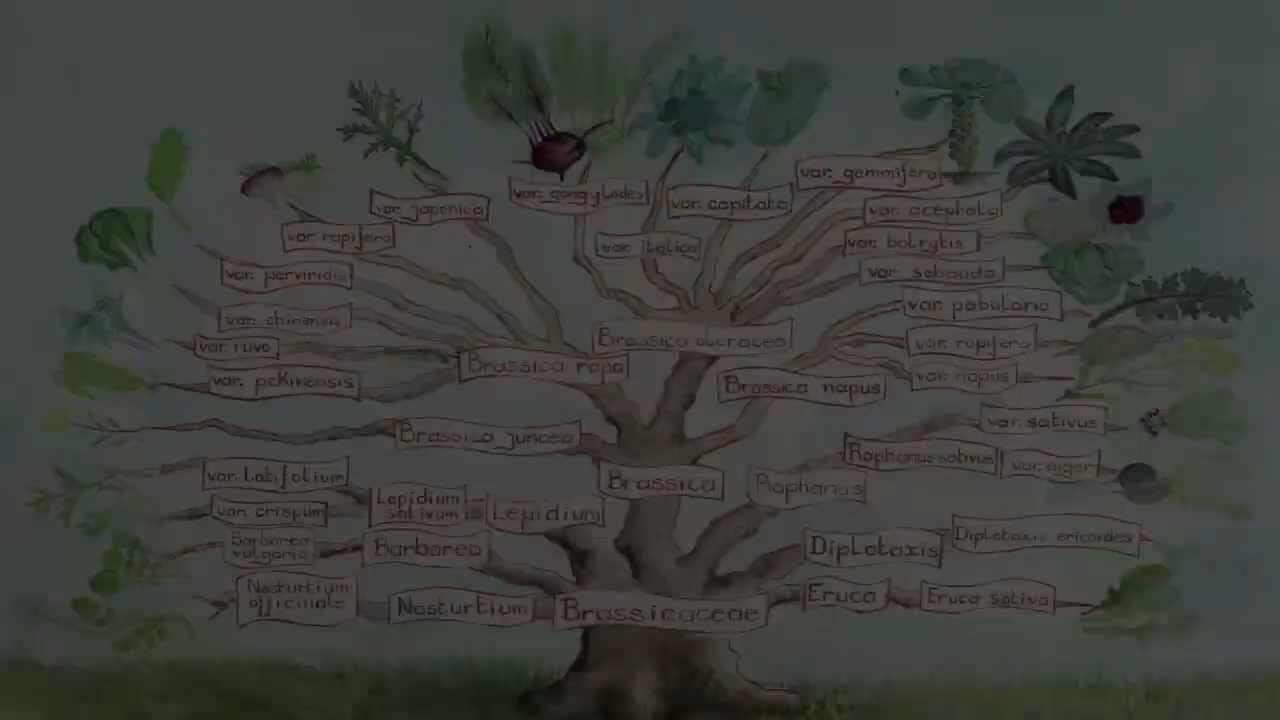 var. gemmifera
var. gongylodes
var. capitata
var. japonica
var. acephala
var. rapifera
var. italica
var. botrytis
var. perviridis
var. sabauda
var. pabularia
var. chinensis
Brassica oleracea
var. rapifera
var. ruvo
Brassica rapa
var. napus
var. pekinensis
Brassica napus
var. sativus
Brassica juncea
Raphanus sativus
var. niger
var. latifolium
Brassica
Raphanus
Lepidium
sativum
Lepidium
var. crispum
Barbarea
vulgaris
Barbarea
Diplotaxis
Diplotaxis ericoides
Nasturtium
officinale
Nasturtium
Brassicaceae
Eruca
Eruca sativa